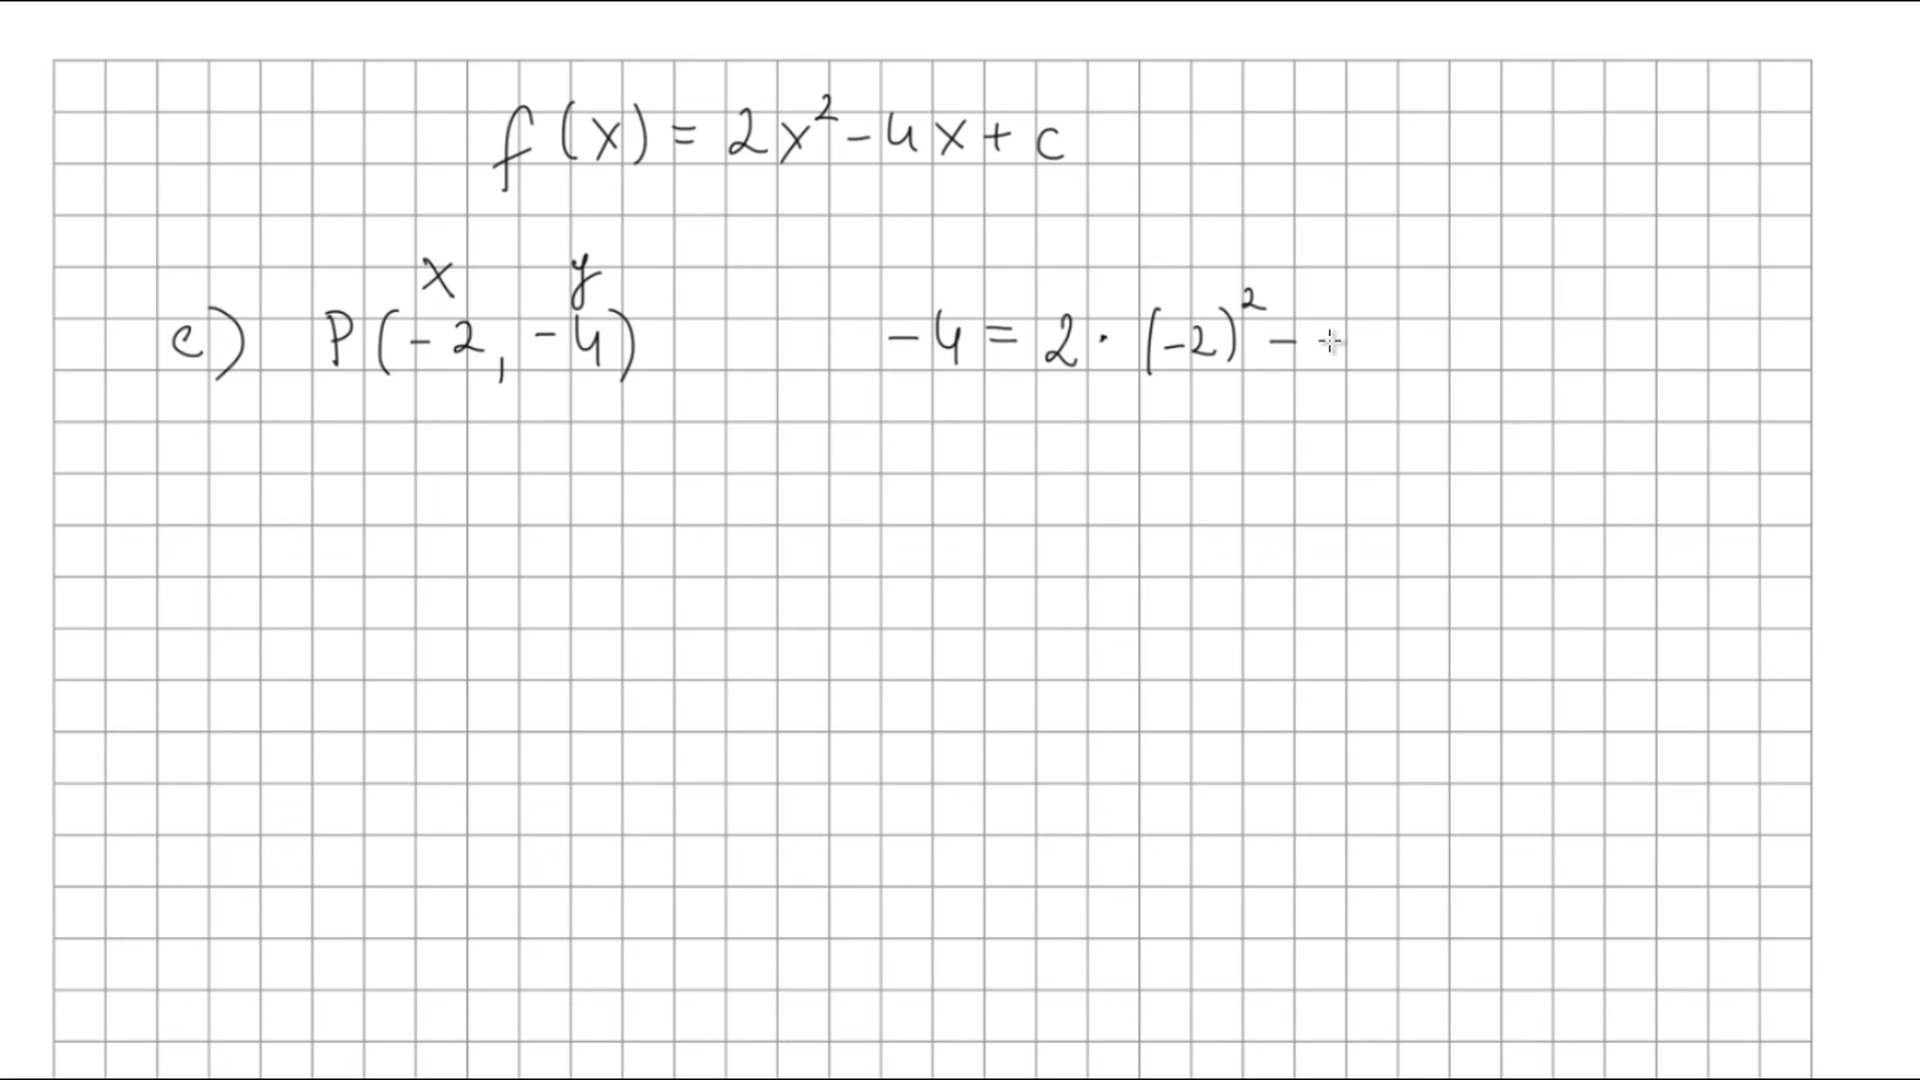 f(x) = 2x² - 4x + c
x y
c) P(-2, -4) -4 = 2 · (-2)² -